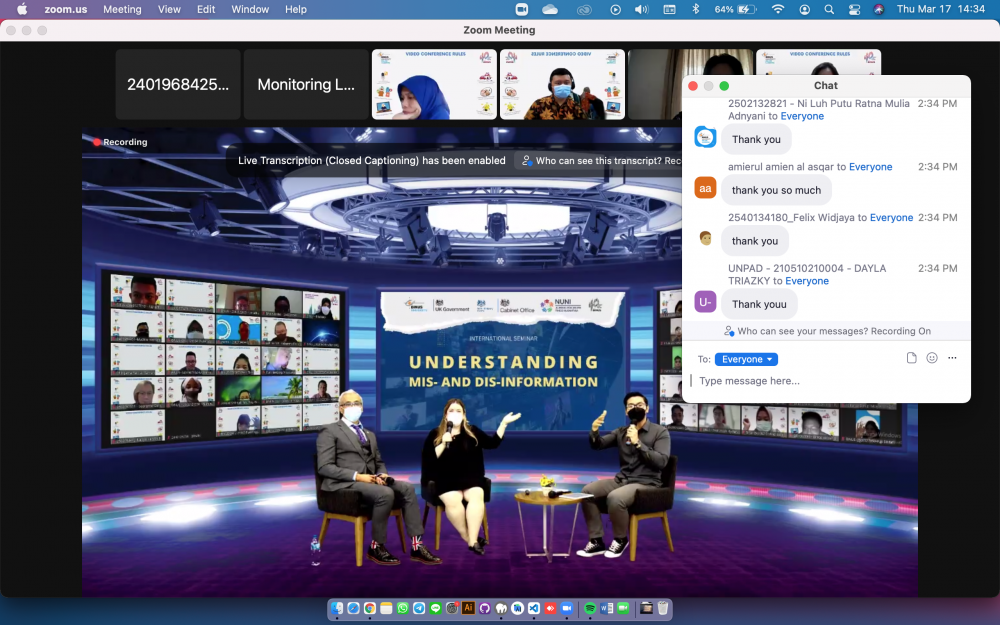 zoom.us Meeting View Edit Window Help
64%
Thu Mar 17 14:34
Zoom Meeting
2401968425...
Monitoring L...
VIDEO CONFERENCE RULES
VIDEO CONFERENCE RULES
VIDEO CONFERENCE RULES
Recording
Live Transcription (Closed Captioning) has been enabled
Who can see this transcript? Rec
UK Government
Cabinet Office
NUNI
INTERNATIONAL SEMINAR
UNDERSTANDING
MIS- AND DIS-INFORMATION
Chat
2502132821 - Ni Luh Putu Ratna Mulia 2:34 PM
Adnyani to Everyone
Thank you
amierul amien al asqar to Everyone 2:34 PM
aa
thank you so much
2540134180_Felix Widjaya to Everyone 2:34 PM
thank you
UNPAD - 210510210004 - DAYLA 2:34 PM
TRIAZKY to Everyone
U-
Thank youu
Who can see your messages? Recording On
To: Everyone
Type message here...
Ai